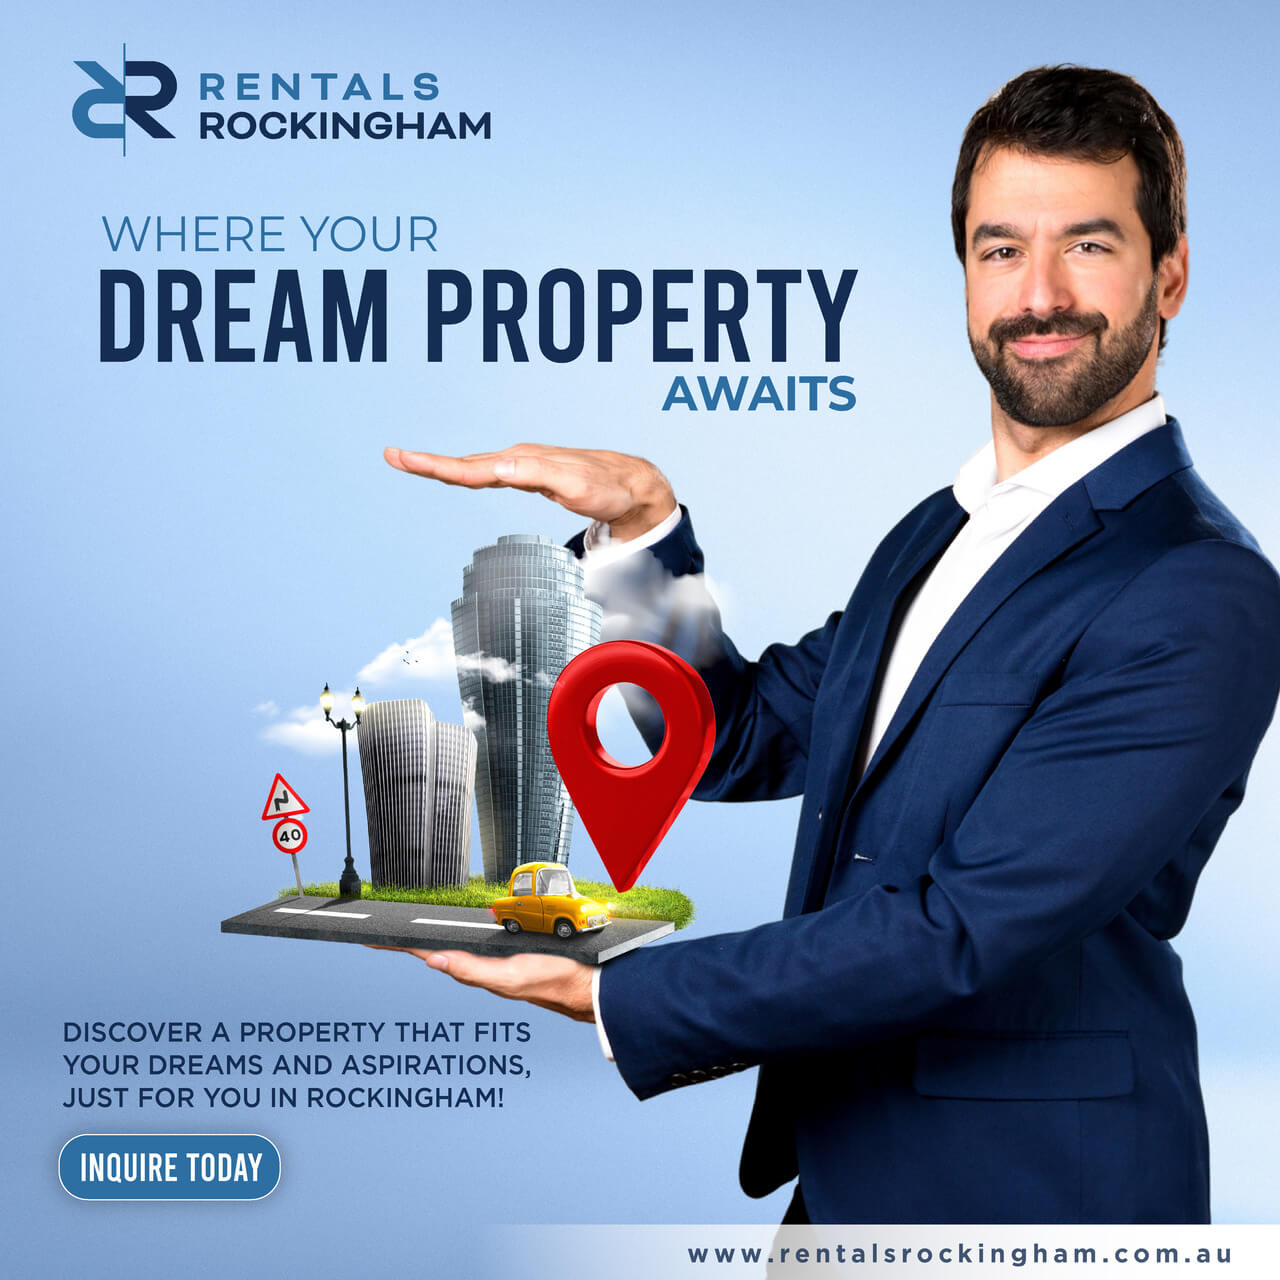 RR
RENTALS
ROCKINGHAM
WHERE YOUR
DREAM PROPERTY
AWAITS
40
DISCOVER A PROPERTY THAT FITS
YOUR DREAMS AND ASPIRATIONS,
JUST FOR YOU IN ROCKINGHAM!
INQUIRE TODAY
www.rentalsrockingham.com.au